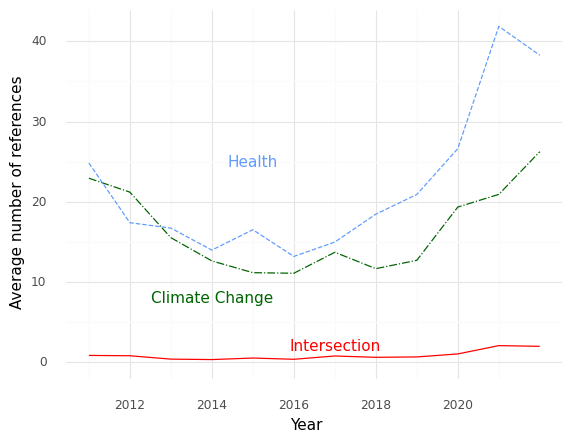 40
30
20
10
0
Average number of references
Health
Climate Change
Intersection
2012 2014 2016 2018 2020
Year